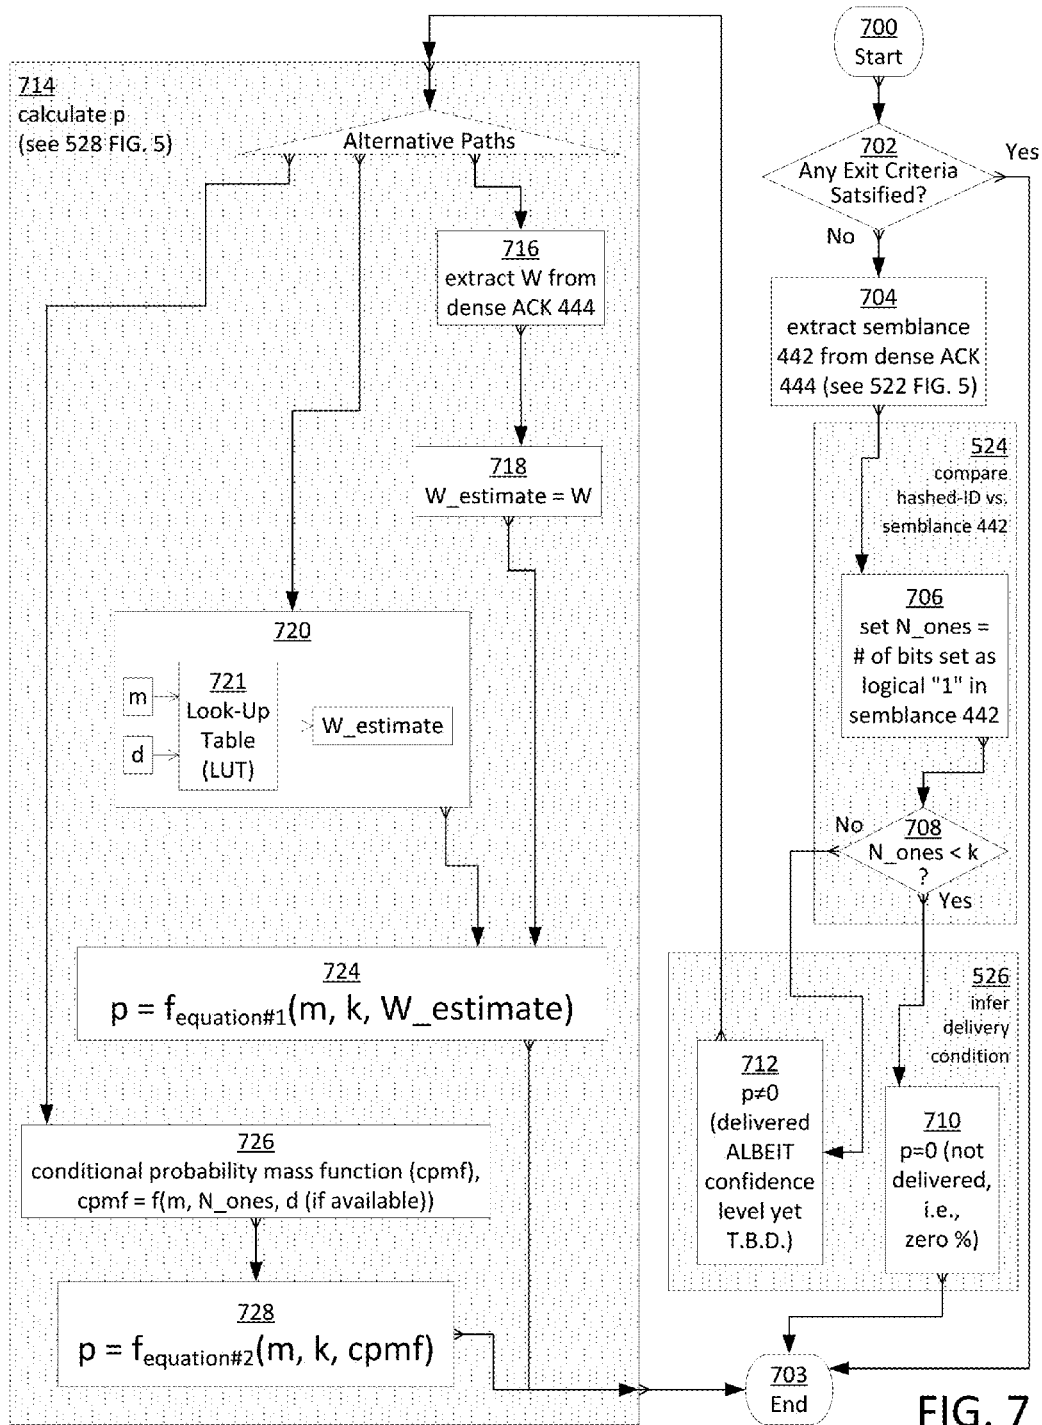 714
calculate p
(see 528 FIG. 5)
Alternative Paths
716
extract W from
dense ACK 444
718
W_estimate = W
720
721
Look-Up
Table
(LUT)
m
d
W_estimate
724
p = fequation#1(m, k, W_estimate)
726
conditional probability mass function (cpmf),
cpmf = f(m, N_ones, d (if available))
728
p = fequation#2(m, k, cpmf)
700
Start
702
Any Exit Criteria
Satsified?
Yes
No
704
extract semblance
442 from dense ACK
444 (see 522 FIG. 5)
524
compare
hashed-ID vs.
semblance 442
706
set N_ones =
# of bits set as
logical "1" in
semblance 442
708
N_ones < k
?
No
Yes
526
infer
delivery
condition
712
p≠0
(delivered
ALBEIT
confidence
level yet
T.B.D.)
710
p=0 (not
delivered,
i.e.,
zero %)
703
End
FIG. 7